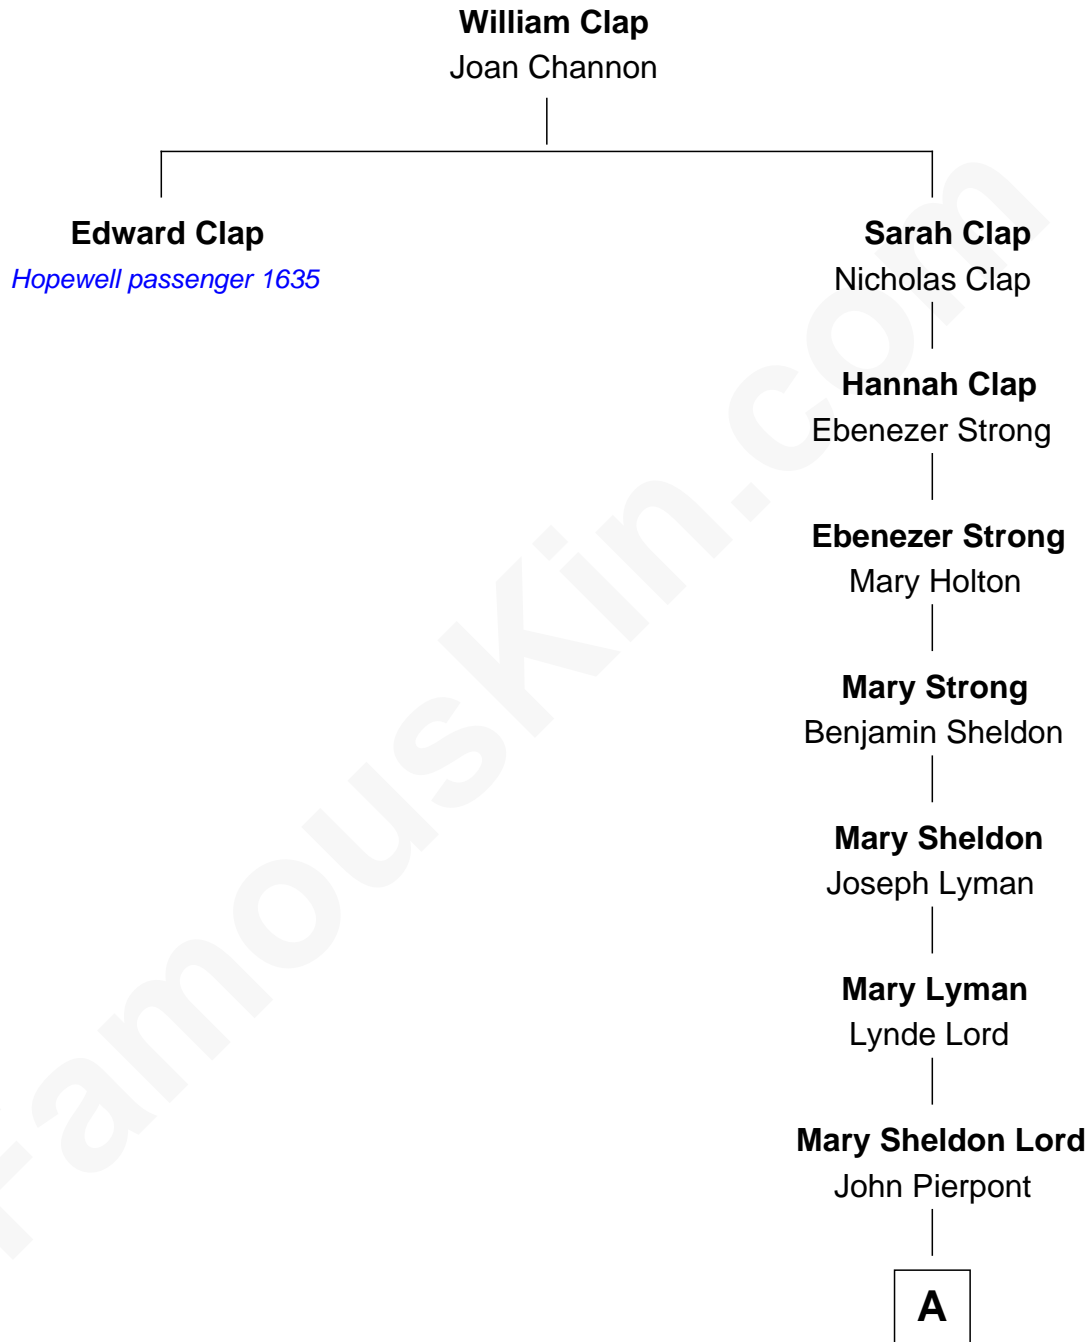 William Clap
Joan Channon
Edward Clap
Hopewell passenger 1635
Sarah Clap
Nicholas Clap
Hannah Clap
Ebenezer Strong
Ebenezer Strong
Mary Holton
Mary Strong
Benjamin Sheldon
Mary Sheldon
Joseph Lyman
Mary Lyman
Lynde Lord
Mary Sheldon Lord
John Pierpont
A
FamousKin.com